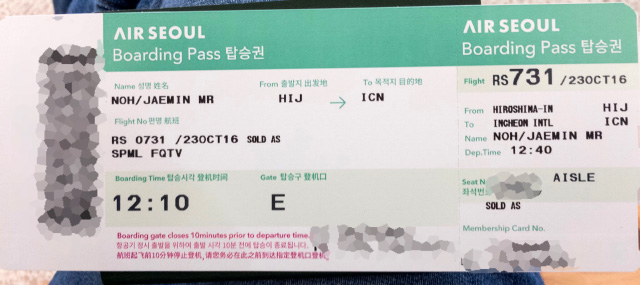 AIR SEOUL
Boarding Pass 탑승권
Name 성명 姓名
From 출발지 出发地
To 목적지 目的地
NOH/JAEMIN MR
HIJ → ICN
Flight No 편명 航班
RS 0731 /23OCT16 SOLD AS
SPML FQTV
Boarding Time 탑승시각 登机时间
Gate 탑승구 登机口
12:10
E
Boarding gate closes 10minutes prior to departure time.
항공기 정시 출발을 위하여 출발 시각 10분 전에 탑승이 종료됩니다.
航班起飞前10分钟停止登机,请您务必在此之前到达指定登机口登机
AIR SEOUL
Boarding Pass 탑승권
Flight RS731 /23OCT16
From HIROSHIMA-IN HIJ
To INCHEON INTL ICN
Name NOH/JAEMIN MR
Dep.Time 12:40
Seat No
AISLE
좌석번호
SOLD AS
Membership Card No.